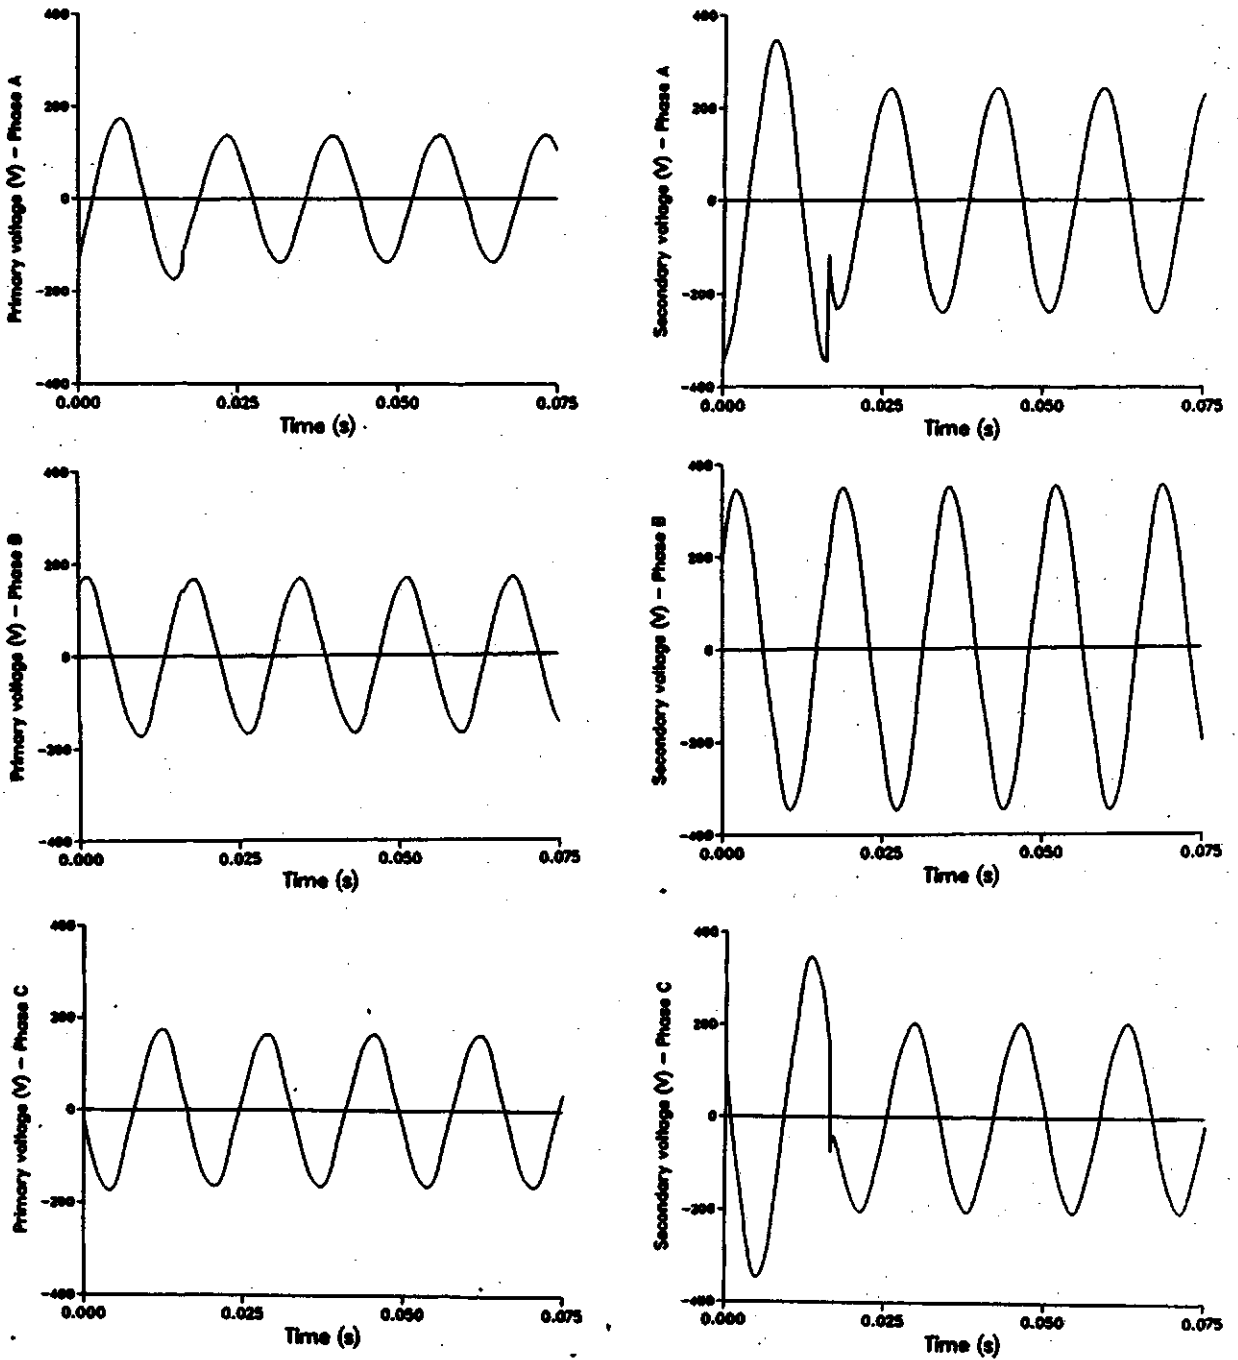 400
200
0
-200
-400
Primary voltage (V) – Phase A
0.000 0.025 0.050 0.075
Time (s)
400
200
0
-200
-400
Secondary voltage (V) – Phase A
0.000 0.025 0.050 0.075
Time (s)
400
200
0
-200
-400
Primary voltage (V) – Phase B
0.000 0.025 0.050 0.075
Time (s)
400
200
0
-200
-400
Secondary voltage (V) – Phase B
0.000 0.025 0.050 0.075
Time (s)
400
200
0
-200
-400
Primary voltage (V) – Phase C
0.000 0.025 0.050 0.075
Time (s)
400
200
0
-200
-400
Secondary voltage (V) – Phase C
0.000 0.025 0.050 0.075
Time (s)